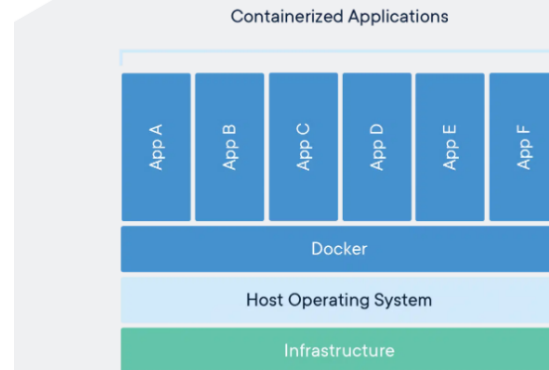 Containerized Applications
App A
App B
App C
App D
App E
App F
Docker
Host Operating System
Infrastructure